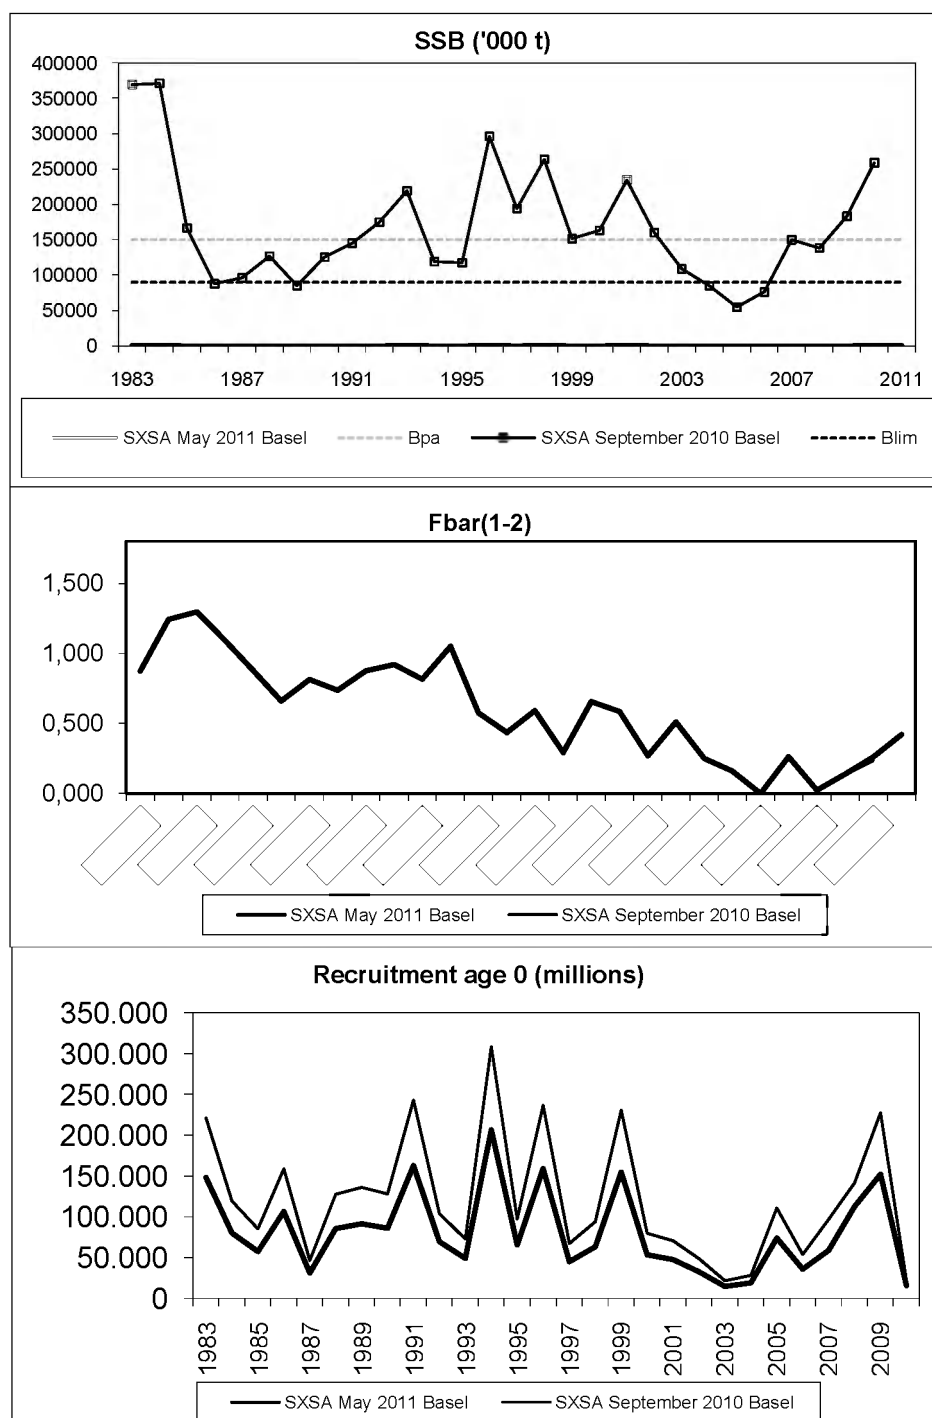 SSB ('000 t)
400000
350000
300000
250000
200000
150000
100000
50000
0
1983 1987 1991 1995 1999 2003 2007 2011
SXSA May 2011 Basel Bpa SXSA September 2010 Basel Blim
Fbar(1-2)
1,500
1,000
0,500
0,000
SXSA May 2011 Basel SXSA September 2010 Basel
Recruitment age 0 (millions)
350.000
300.000
250.000
200.000
150.000
100.000
50.000
0
1983 1985 1987 1989 1991 1993 1995 1997 1999 2001 2003 2005 2007 2009
SXSA May 2011 Basel SXSA September 2010 Basel